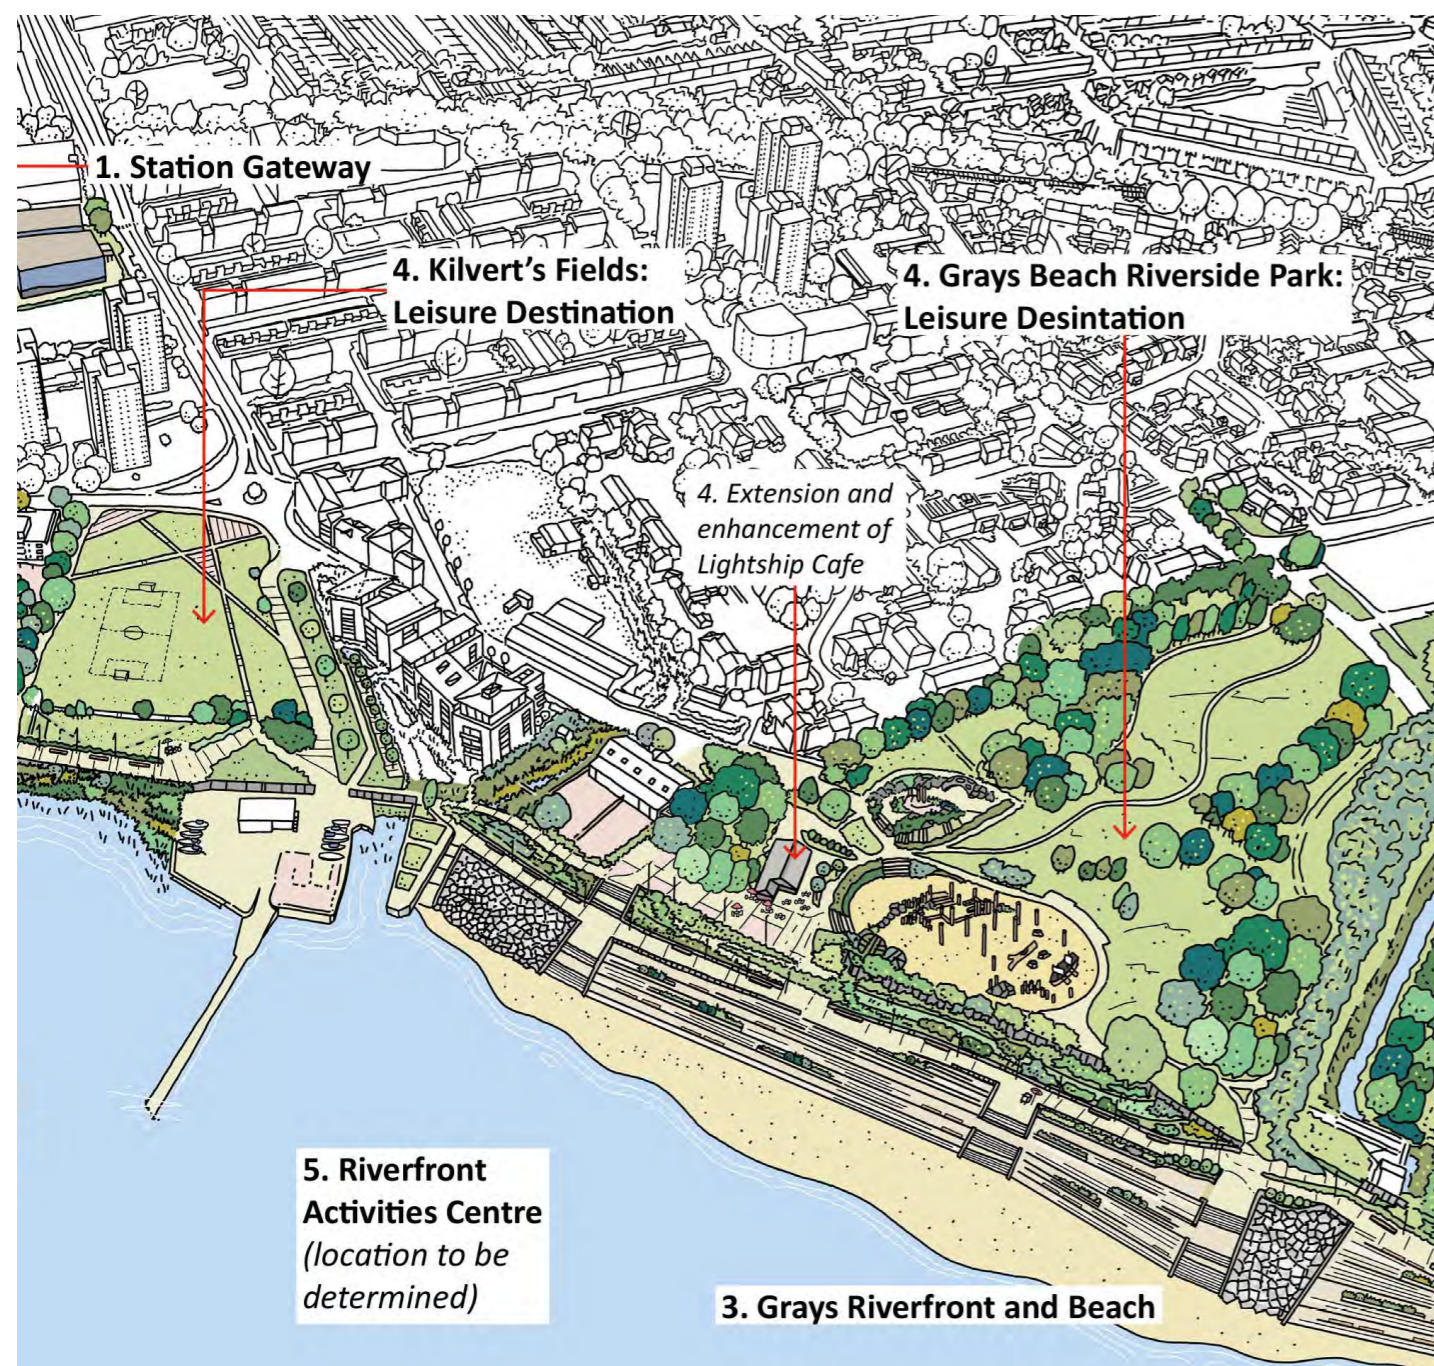 1. Station Gateway
4. Kilvert's Fields:
Leisure Destination
4. Grays Beach Riverside Park:
Leisure Desintation
4. Extension and
enhancement of
Lightship Cafe
5. Riverfront
Activities Centre
(location to be
determined)
3. Grays Riverfront and Beach